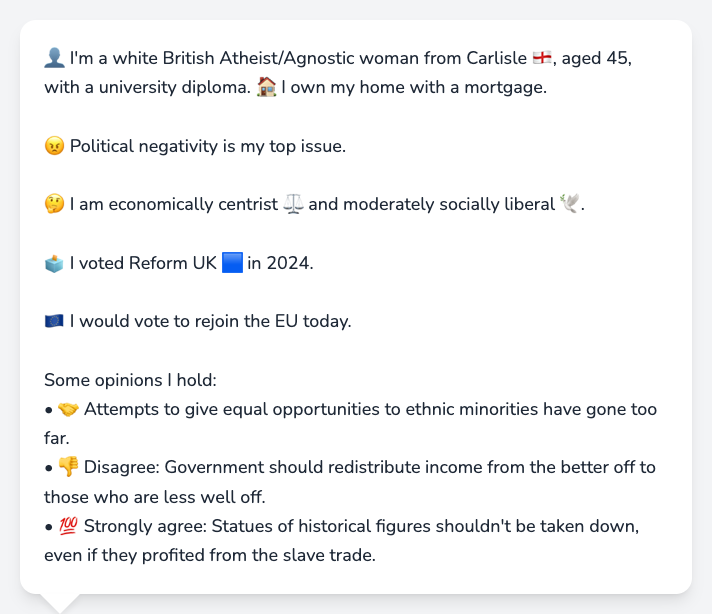 👤 I'm a white British Atheist/Agnostic woman from Carlisle 🏴󠁧󠁢󠁥󠁮󠁧󠁿, aged 45,
with a university diploma. 🏠 I own my home with a mortgage.
😠 Political negativity is my top issue.
🤔 I am economically centrist ⚖️ and moderately socially liberal 🕊️.
🗳️ I voted Reform UK 🟦 in 2024.
🇪🇺 I would vote to rejoin the EU today.
Some opinions I hold:
• 🤝 Attempts to give equal opportunities to ethnic minorities have gone too
far.
• 👎 Disagree: Government should redistribute income from the better off to
those who are less well off.
• 💯 Strongly agree: Statues of historical figures shouldn't be taken down,
even if they profited from the slave trade.